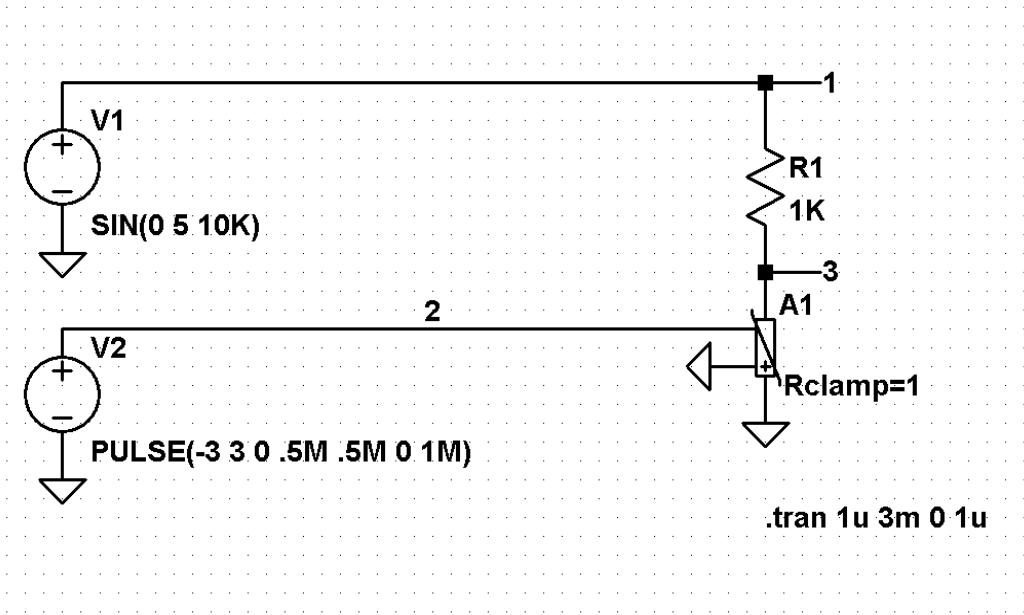 1
V1
R1
SIN(0 5 10K)
1K
3
2
A1
V2
Rclamp=1
PULSE(-3 3 0 .5M .5M 0 1M)
.tran 1u 3m 0 1u